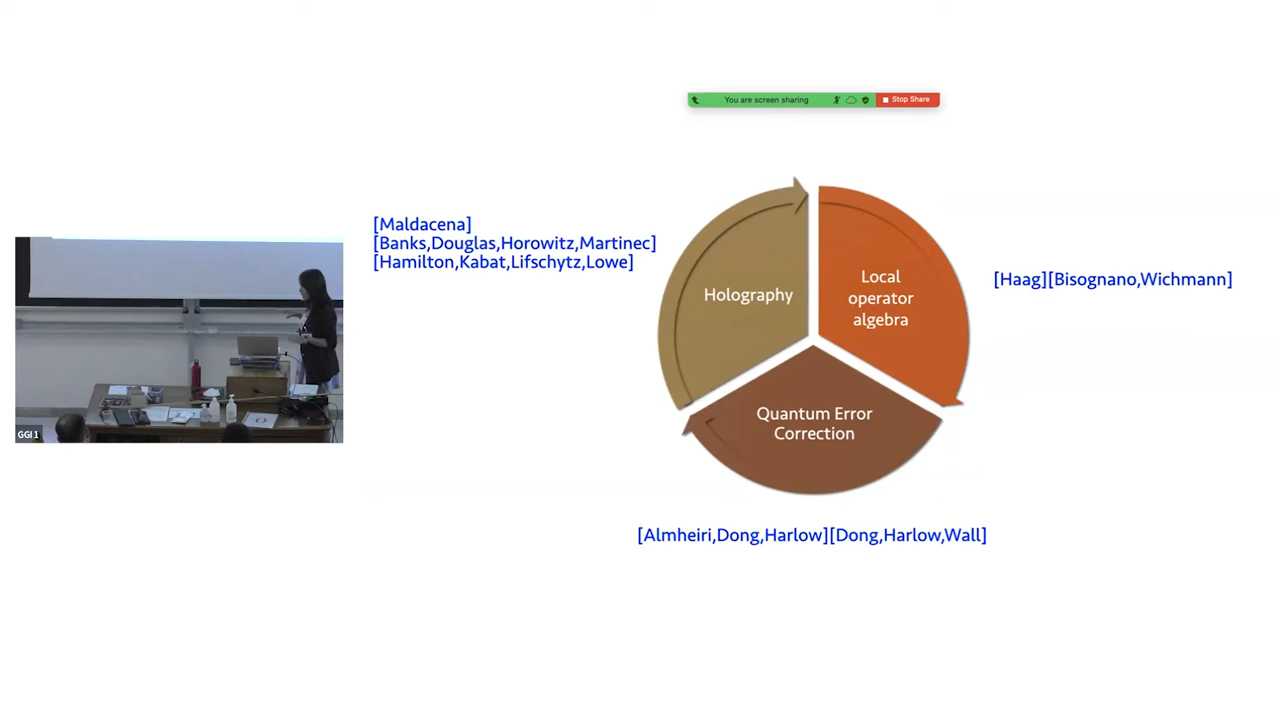 You are screen sharing
Stop Share
[Maldacena]
[Banks,Douglas,Horowitz,Martinec]
[Hamilton,Kabat,Lifschytz,Lowe]
Holography
Local
operator
algebra
[Haag][Bisognano,Wichmann]
Quantum Error
Correction
[Almheiri,Dong,Harlow][Dong,Harlow,Wall]
GGI 1